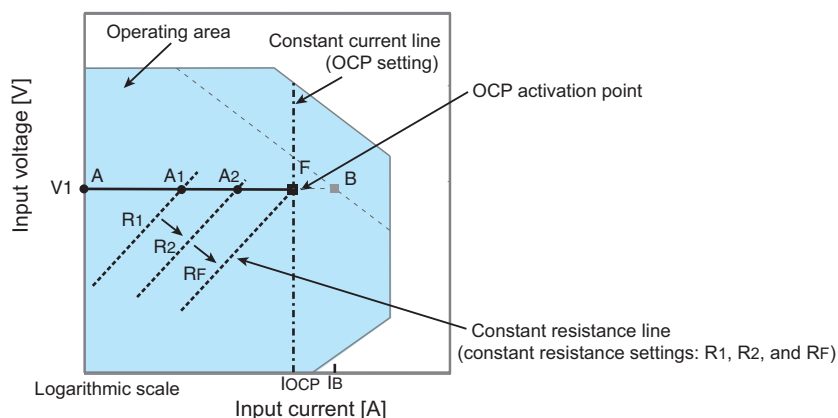 Operating area
Constant current line
(OCP setting)
OCP activation point
Input voltage [V]
V1
A
A1
A2
F
B
R1
R2
RF
Constant resistance line
(constant resistance settings: R1, R2, and RF)
Logarithmic scale
IOCP
IB
Input current [A]